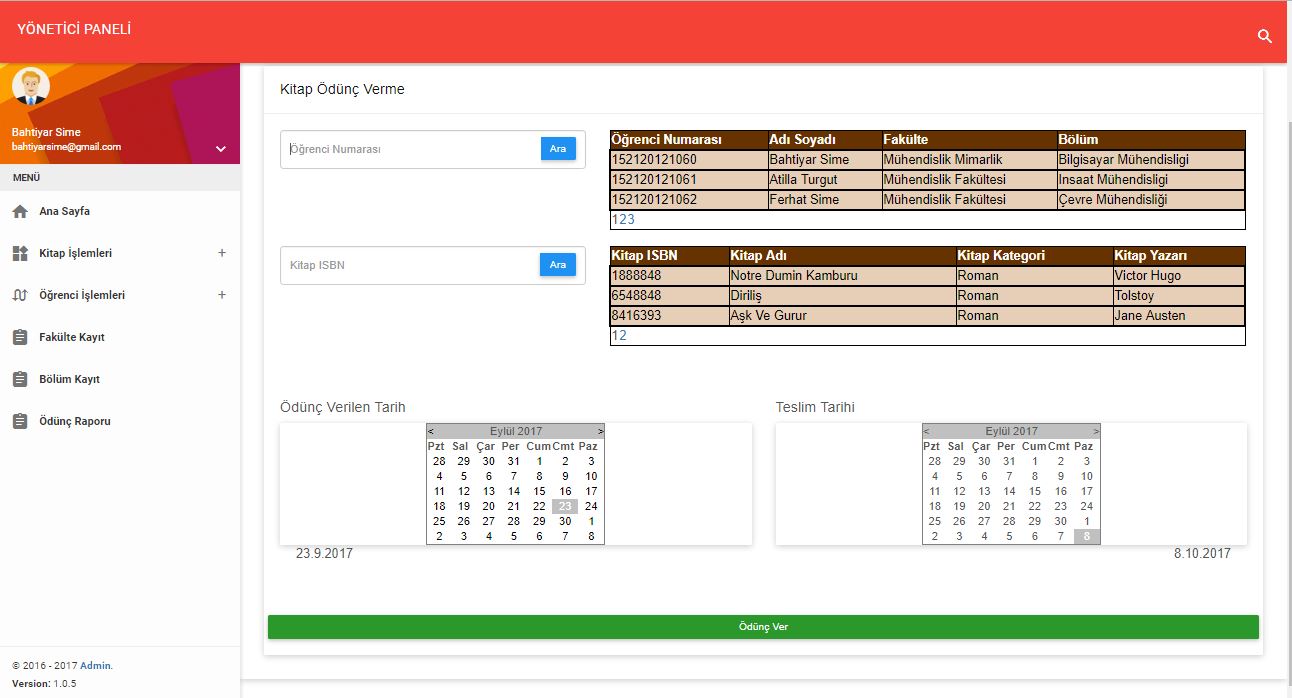 YÖNETİCİ PANELİ
Bahtiyar Sime
bahtiyarsime@gmail.com
MENÜ
Ana Sayfa
Kitap İşlemleri +
Öğrenci İşlemleri +
Fakülte Kayıt
Bölüm Kayıt
Ödünç Raporu
© 2016 - 2017 Admin.
Version: 1.0.5
Kitap Ödünç Verme
Öğrenci Numarası Ara
Öğrenci Numarası Adı Soyadı Fakülte Bölüm
152120121060 Bahtiyar Sime Mühendislik Mimarlik Bilgisayar Mühendisligi
152120121061 Atilla Turgut Mühendislik Fakültesi Insaat Mühendisligi
152120121062 Ferhat Sime Mühendislik Fakültesi Çevre Mühendisliği
123
Kitap ISBN Ara
Kitap ISBN Kitap Adı Kitap Kategori Kitap Yazarı
1888848 Notre Dumin Kamburu Roman Victor Hugo
6548848 Diriliş Roman Tolstoy
8416393 Aşk Ve Gurur Roman Jane Austen
12
Ödünç Verilen Tarih
< Eylül 2017 >
Pzt Sal Çar Per Cum Cmt Paz
28 29 30 31 1 2 3
4 5 6 7 8 9 10
11 12 13 14 15 16 17
18 19 20 21 22 23 24
25 26 27 28 29 30 1
2 3 4 5 6 7 8
23.9.2017
Teslim Tarihi
< Eylül 2017 >
Pzt Sal Çar Per Cum Cmt Paz
28 29 30 31 1 2 3
4 5 6 7 8 9 10
11 12 13 14 15 16 17
18 19 20 21 22 23 24
25 26 27 28 29 30 1
2 3 4 5 6 7 8
8.10.2017
Ödünç Ver